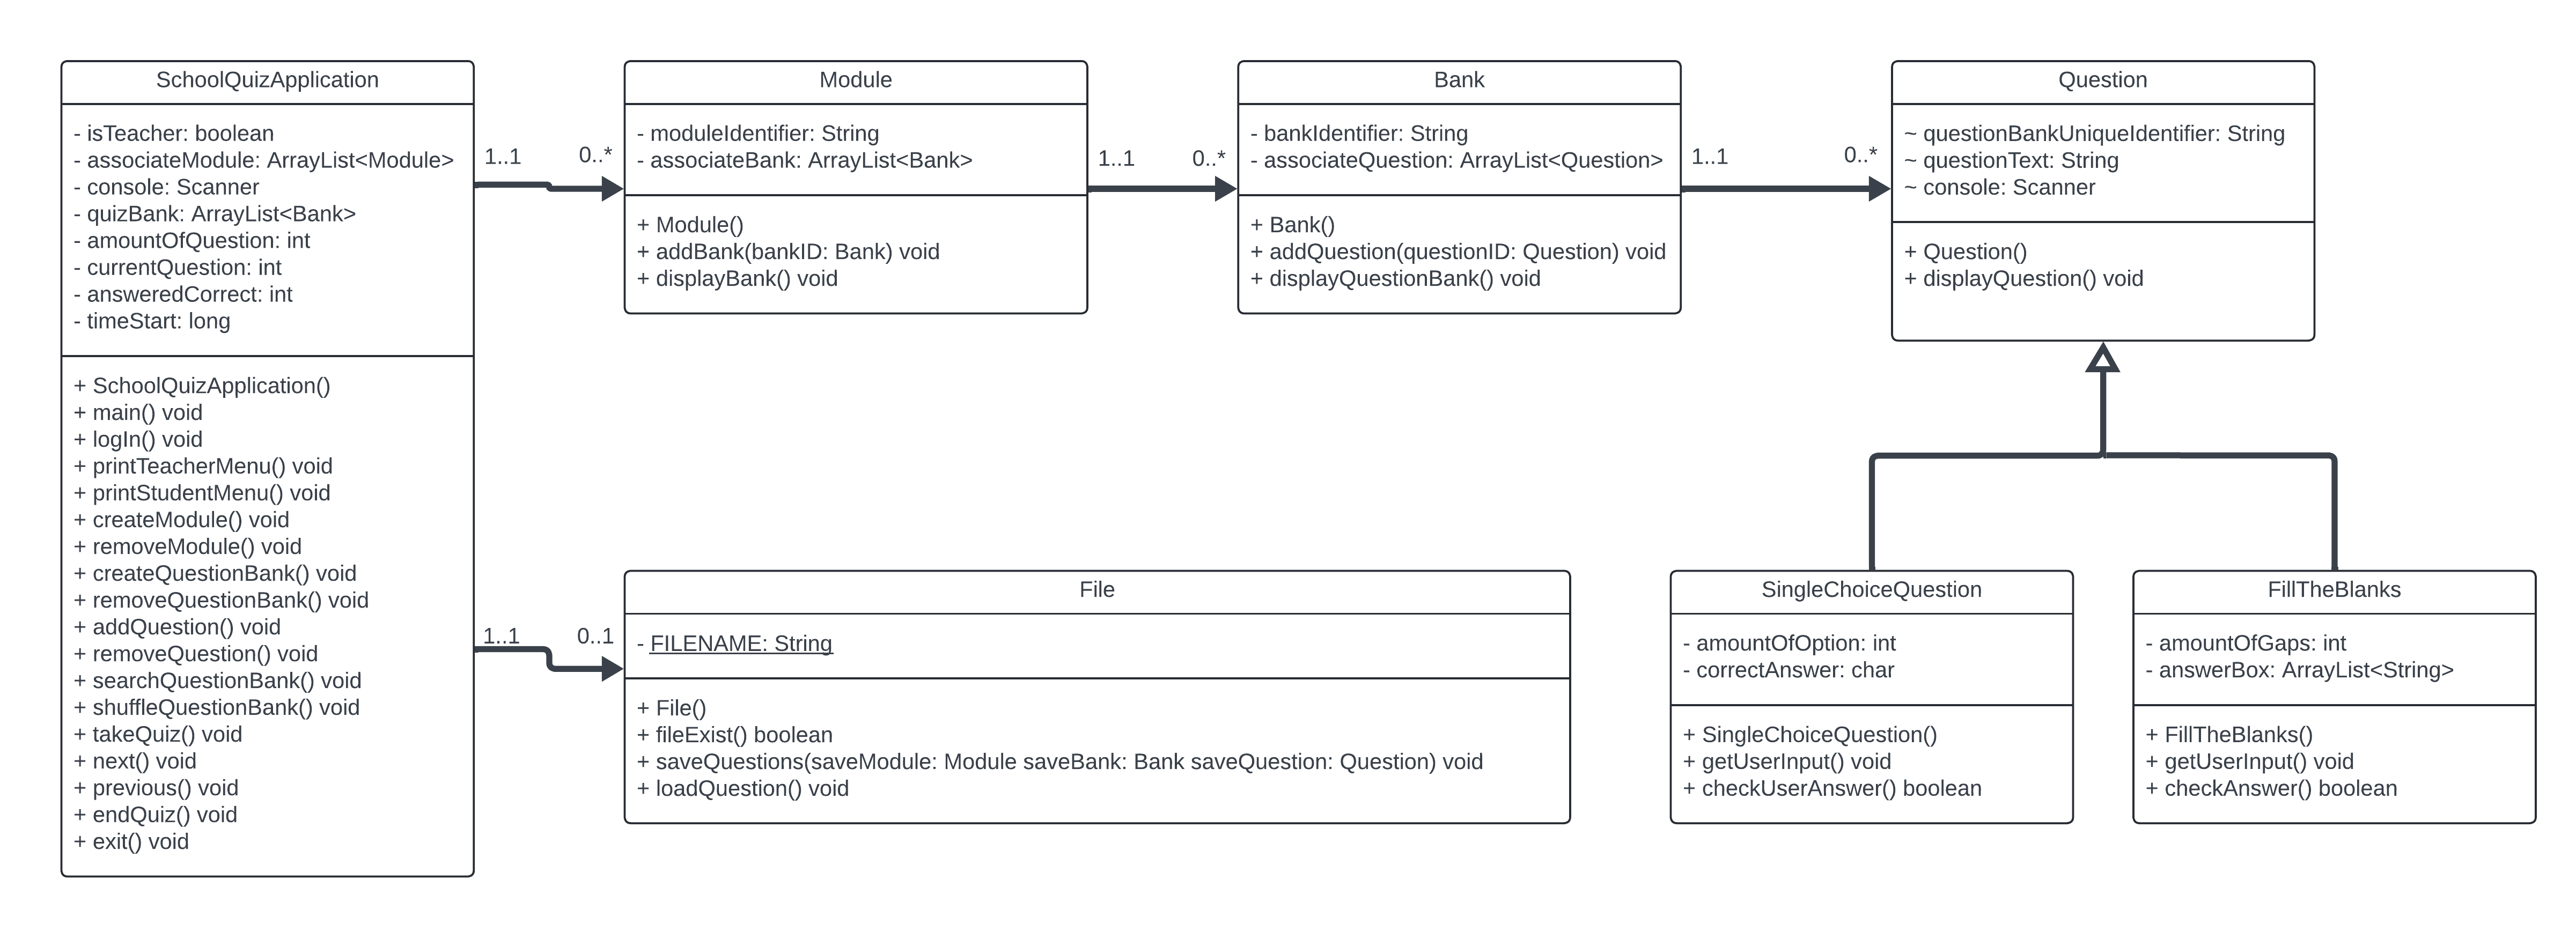 SchoolQuizApplication
- isTeacher: boolean
- associateModule: ArrayList<Module>
- console: Scanner
- quizBank: ArrayList<Bank>
- amountOfQuestion: int
- currentQuestion: int
- answeredCorrect: int
- timeStart: long
+ SchoolQuizApplication()
+ main() void
+ logIn() void
+ printTeacherMenu() void
+ printStudentMenu() void
+ createModule() void
+ removeModule() void
+ createQuestionBank() void
+ removeQuestionBank() void
+ addQuestion() void
+ removeQuestion() void
+ searchQuestionBank() void
+ shuffleQuestionBank() void
+ takeQuiz() void
+ next() void
+ previous() void
+ endQuiz() void
+ exit() void
1..1
0..*
Module
- moduleIdentifier: String
- associateBank: ArrayList<Bank>
+ Module()
+ addBank(bankID: Bank) void
+ displayBank() void
1..1
0..*
Bank
- bankIdentifier: String
- associateQuestion: ArrayList<Question>
+ Bank()
+ addQuestion(questionID: Question) void
+ displayQuestionBank() void
1..1
0..*
Question
~ questionBankUniqueIdentifier: String
~ questionText: String
~ console: Scanner
+ Question()
+ displayQuestion() void
1..1
0..1
File
- FILENAME: String
+ File()
+ fileExist() boolean
+ saveQuestions(saveModule: Module saveBank: Bank saveQuestion: Question) void
+ loadQuestion() void
SingleChoiceQuestion
- amountOfOption: int
- correctAnswer: char
+ SingleChoiceQuestion()
+ getUserInput() void
+ checkUserAnswer() boolean
FillTheBlanks
- amountOfGaps: int
- answerBox: ArrayList<String>
+ FillTheBlanks()
+ getUserInput() void
+ checkAnswer() boolean